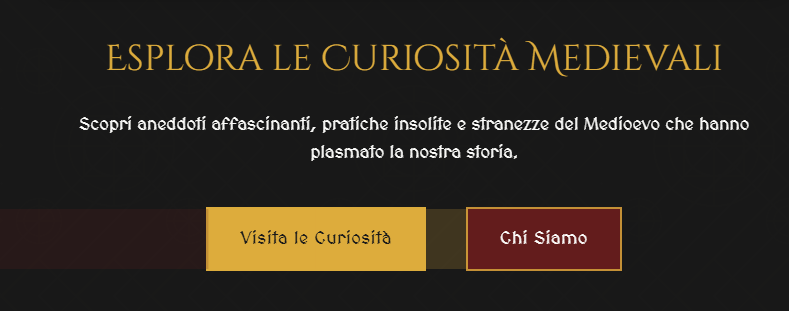 Esplora le Curiosità Medievali
Scopri aneddoti affascinanti, pratiche insolite e stranezze del Medioevo che hanno
plasmato la nostra storia.
Visita le Curiosità
Chi Siamo